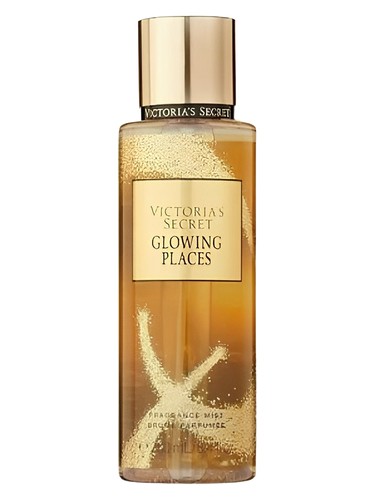 VICTORIA'S SECRET
VICTORIA'S
SECRET
GLOWING
PLACES
FRAGRANCE MIST
BRUME PARFUMÉE